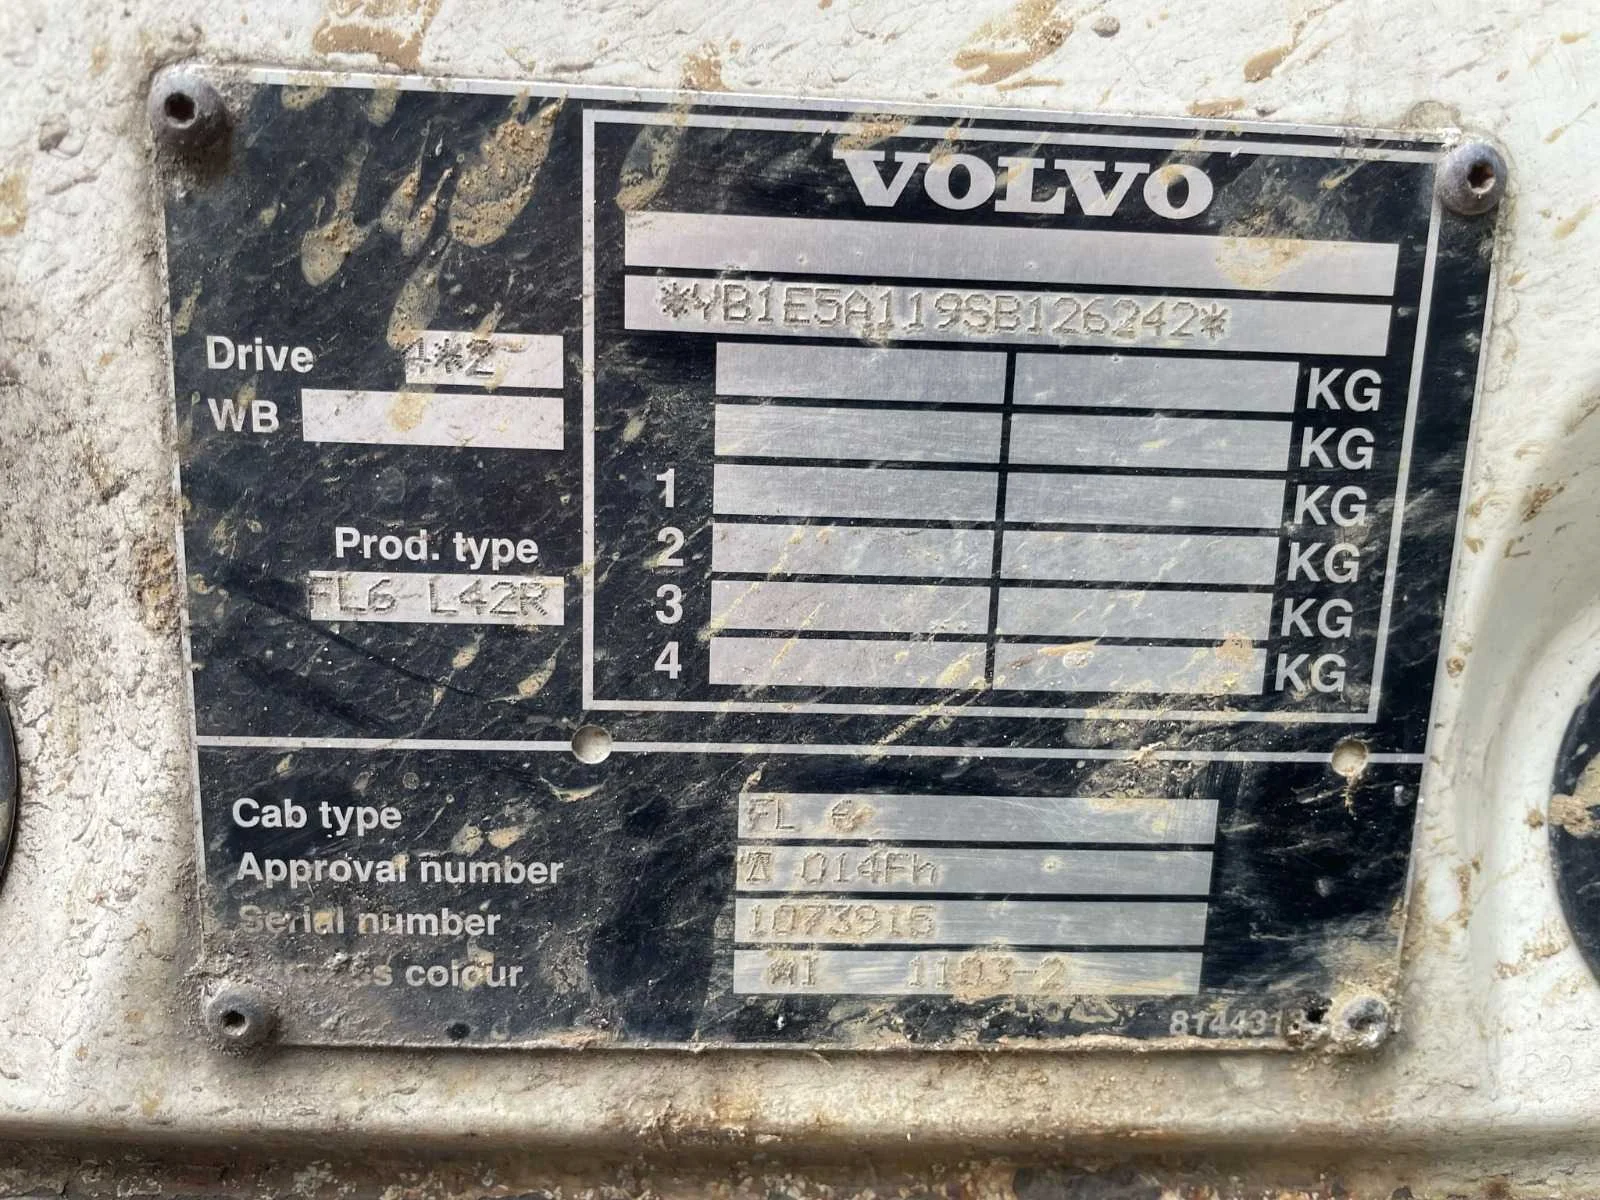 VOLVO
*YB1E5A119SB126242*
Drive 4*2
WB
KG
KG
1 KG
Prod. type
2 KG
FL6 L42R
3 KG
4 KG
Cab type FL 6
Approval number 014Fh
Serial number 1073916
colour 1103-2